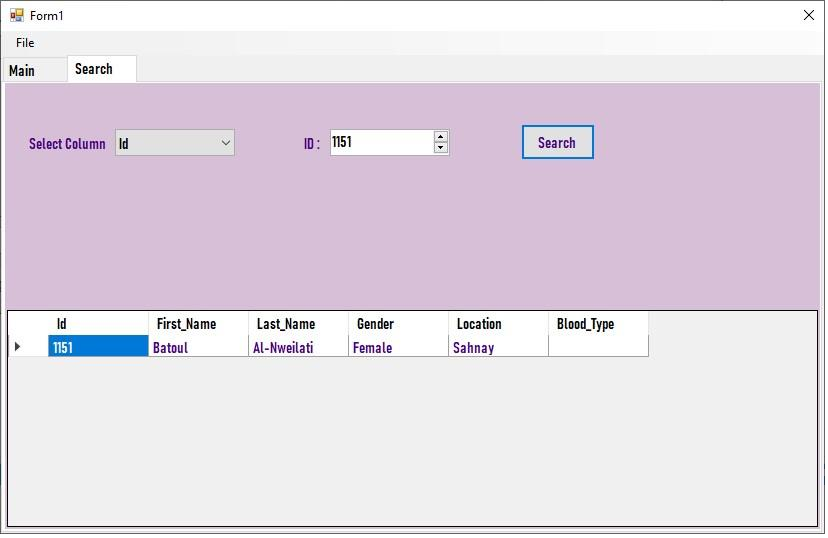 Form1
File
Main Search
Select Column Id ID : 1151 Search
Id First_Name Last_Name Gender Location Blood_Type
1151 Batoul Al-Nweilati Female Sahnay